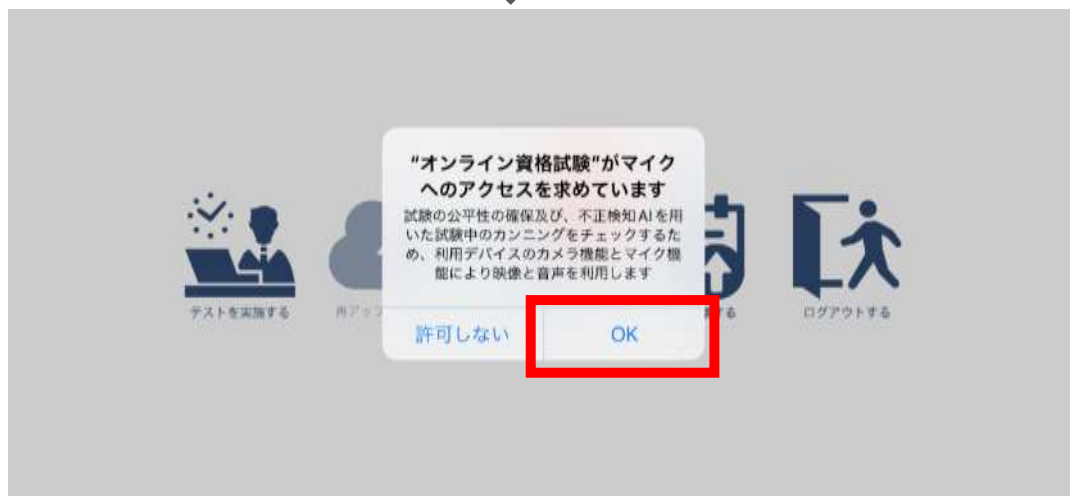 “オンライン資格試験”がマイク
へのアクセスを求めています
試験の公平性の確保及び、不正検知AIを用
いた試験中のカンニングをチェックするた
め、利用デバイスのカメラ機能とマイク機
能により映像と音声を利用します
許可しない
OK
テストを実施する
再アップ
する
ログアウトする